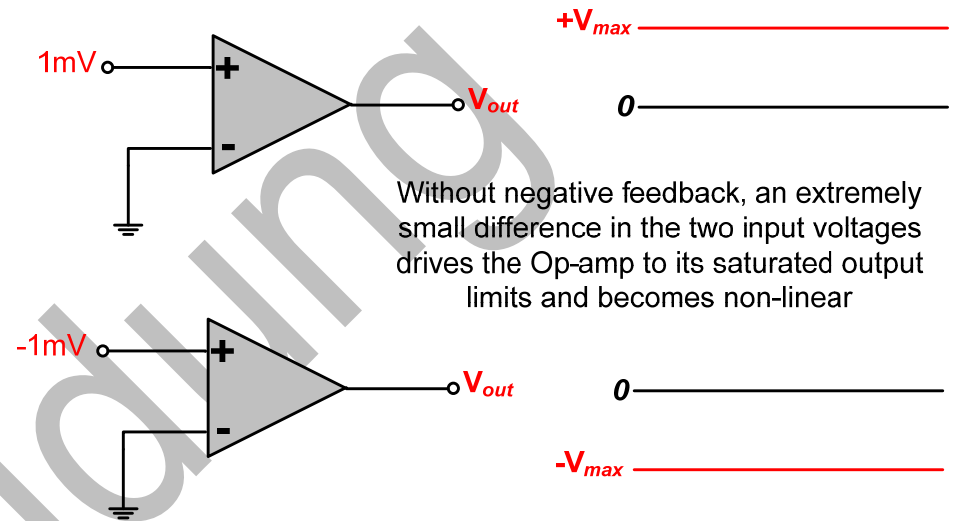 +Vmax
1mV
+
Vout
0
-
Without negative feedback, an extremely
small difference in the two input voltages
drives the Op-amp to its saturated output
limits and becomes non-linear
-1mV
+
Vout
0
-
-Vmax